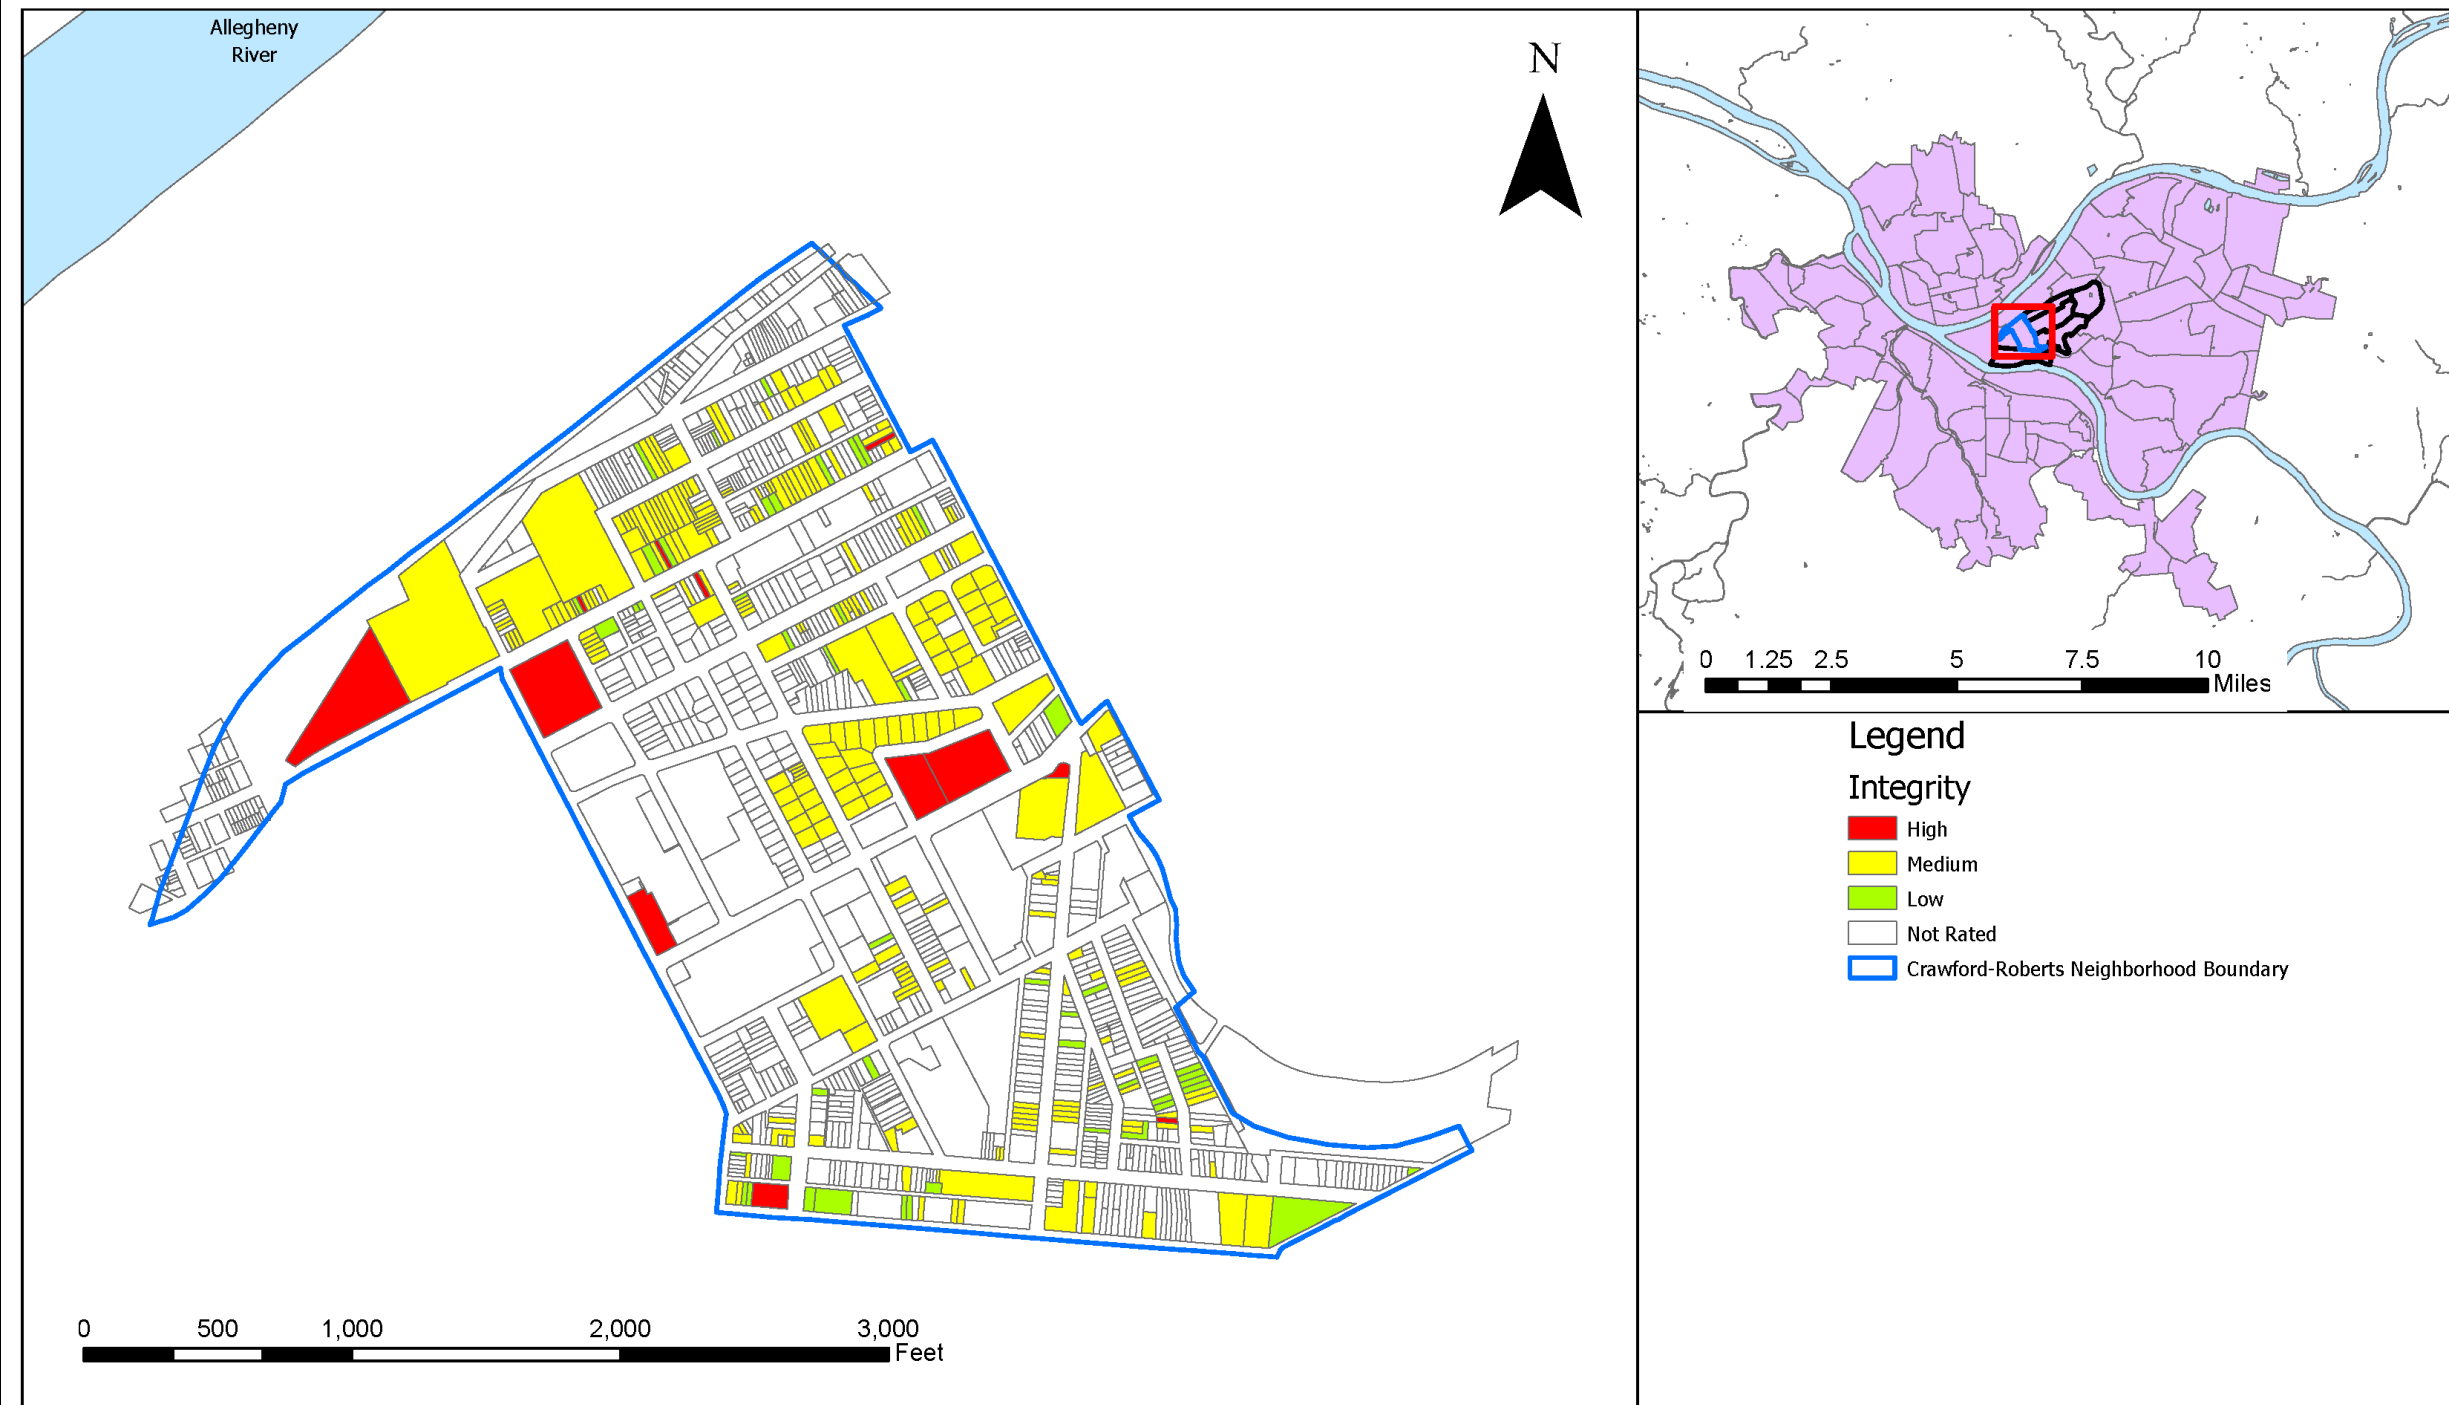 Allegheny
River
N
0 500 1,000 2,000 3,000
Feet
0 1.25 2.5 5 7.5 10
Miles
Legend
Integrity
High
Medium
Low
Not Rated
Crawford-Roberts Neighborhood Boundary